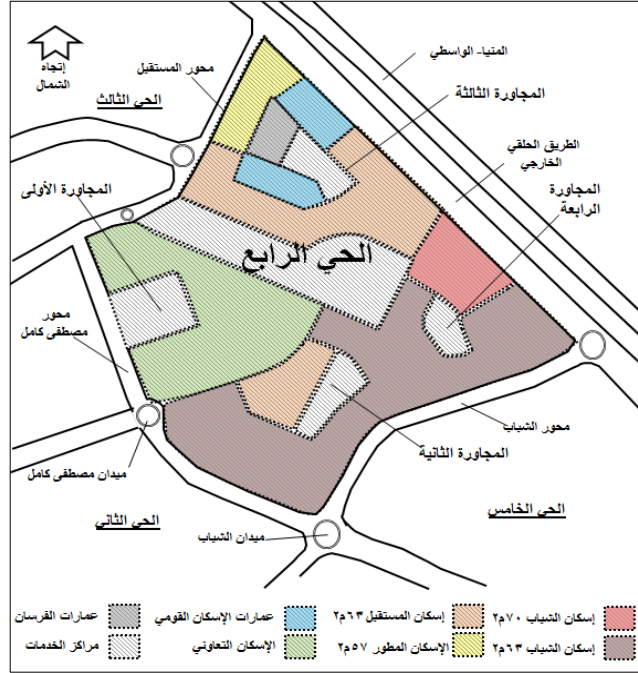 إتجاه
الشمال
المنيا- الواسطي
محور المستقبل
الحي الثالث
المجاورة الثالثة
الطريق الحلقي
الخارجي
المجاورة
الرابعة
المجاورة الأولى
الحي الرابع
محور
مصطفى كامل
محور الشباب
المجاورة الثانية
ميدان مصطفى كامل
الحي الخامس
الحي الثاني
ميدان الشباب
إسكان الشباب ٧٠م٢
إسكان المستقبل ٦٣م٢
عمارات الإسكان القومي
عمارات الفرسان
إسكان الشباب ٦٣م٢
الإسكان المطور ٥٧م٢
الإسكان التعاوني
مراكز الخدمات